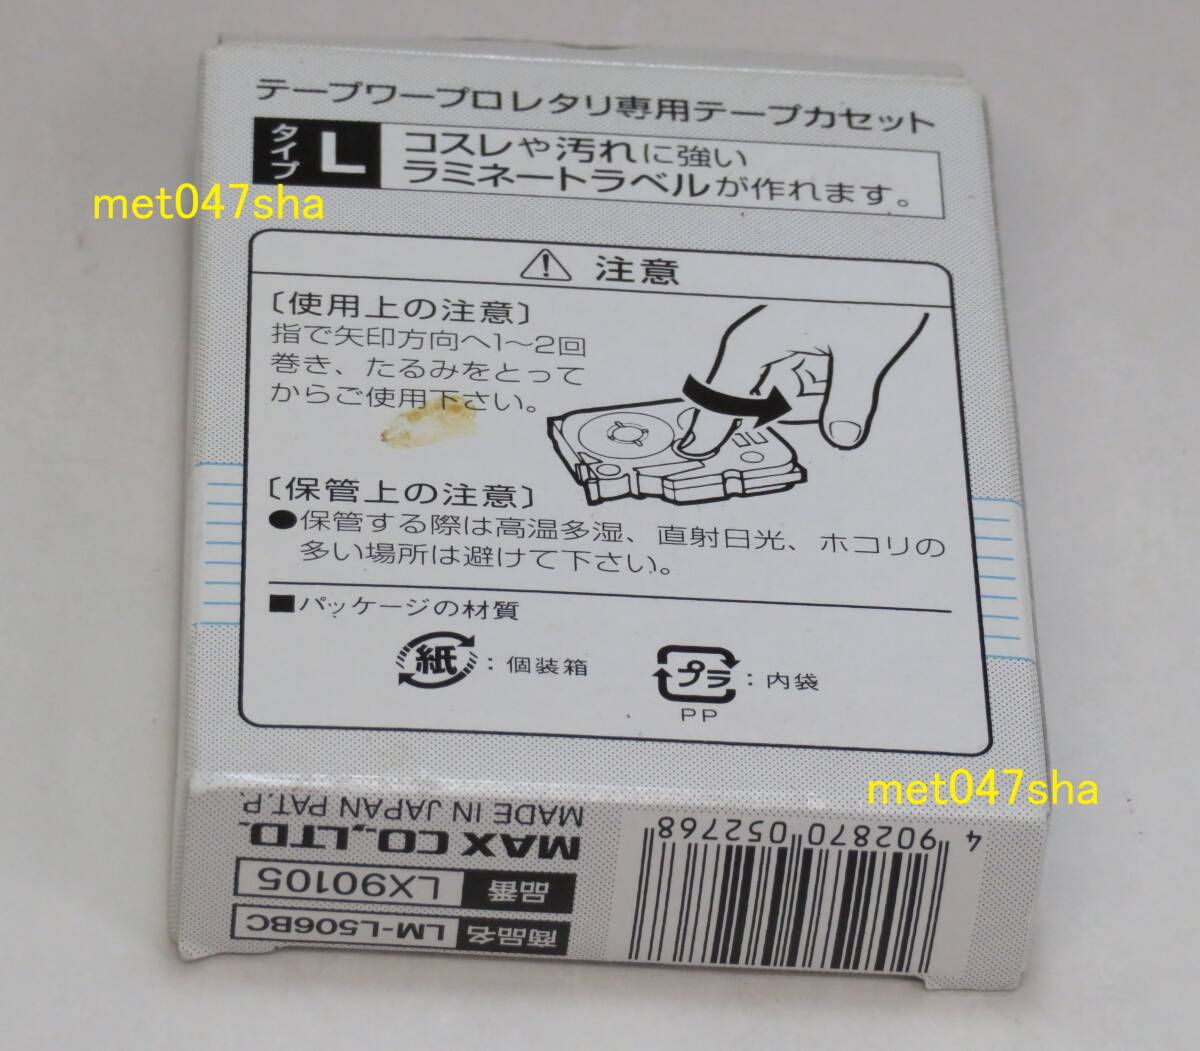 テープワープロレタリ専用テープカセット
タイプ L
コスレや汚れに強い
ラミネートラベルが作れます。
met047sha
注意
〔使用上の注意〕
指で矢印方向へ1〜2回
巻き、たるみをとって
からご使用下さい。
〔保管上の注意〕
●保管する際は高温多湿、直射日光、ホコリの
多い場所は避けて下さい。
■パッケージの材質
紙：個装箱
プラ：内袋
PP
met047sha
商品名 LM-L506BC
品番 LX90105
MAX CO.,LTD.
MADE IN JAPAN PAT.P.
4 902870 052768